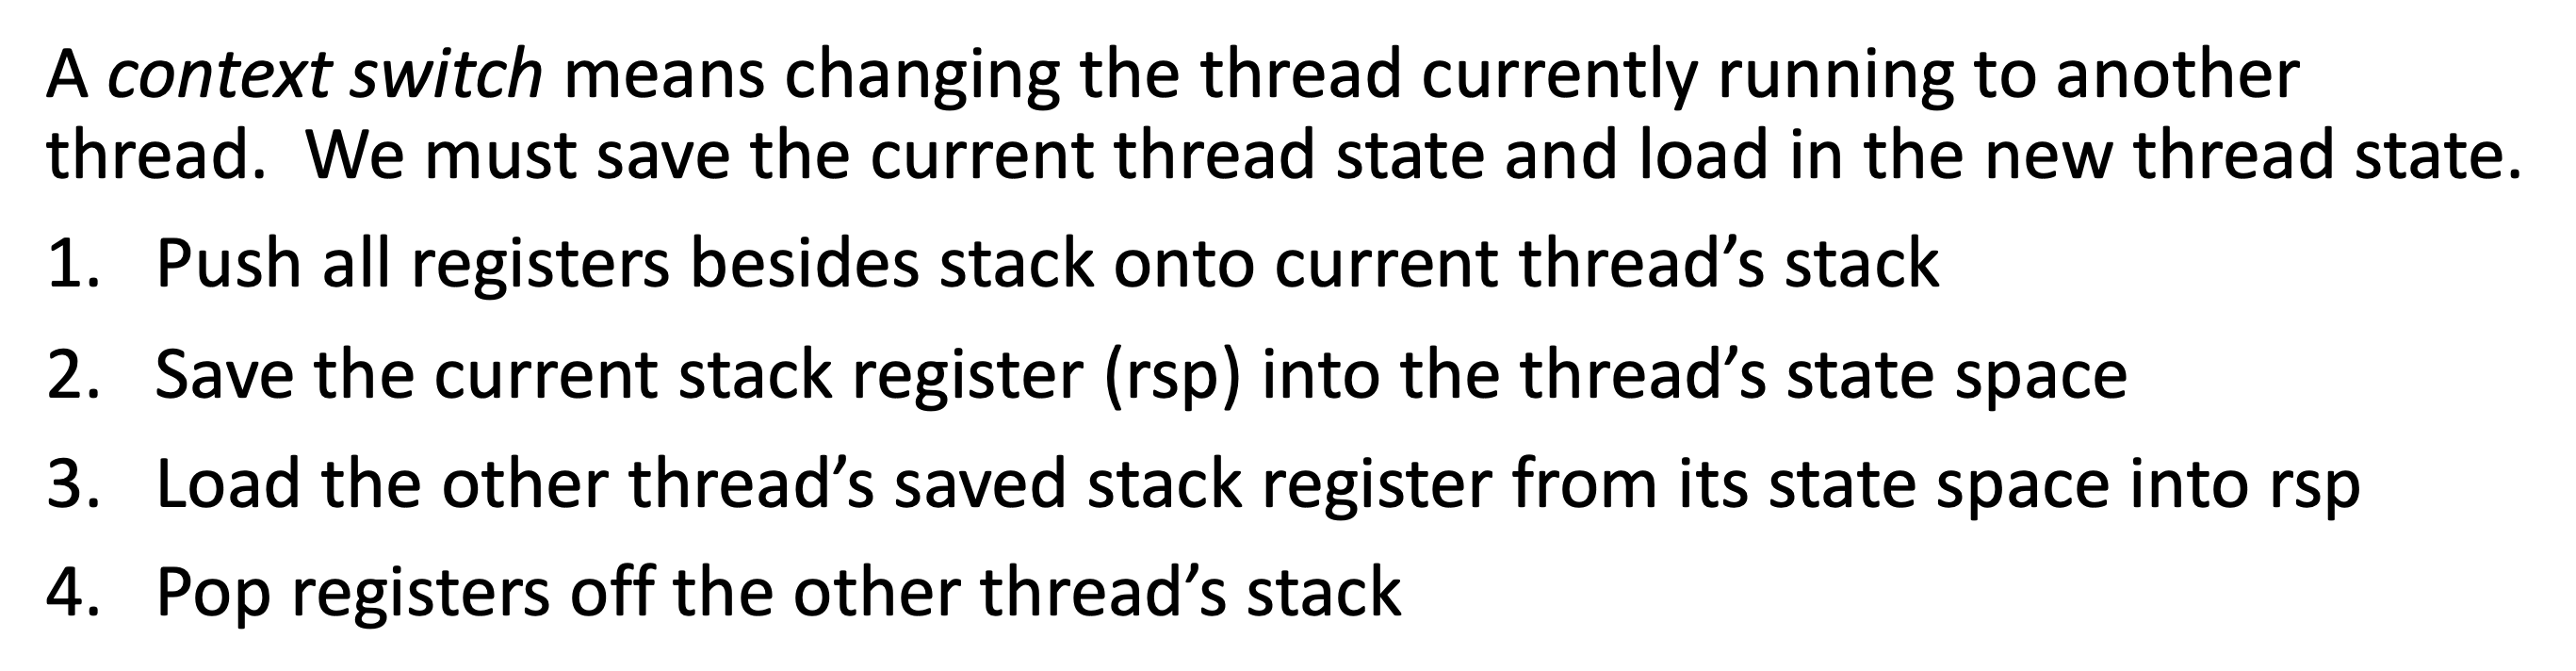 A context switch means changing the thread currently running to another
thread.  We must save the current thread state and load in the new thread state.
1. Push all registers besides stack onto current thread’s stack
2. Save the current stack register (rsp) into the thread’s state space
3. Load the other thread’s saved stack register from its state space into rsp
4. Pop registers off the other thread’s stack